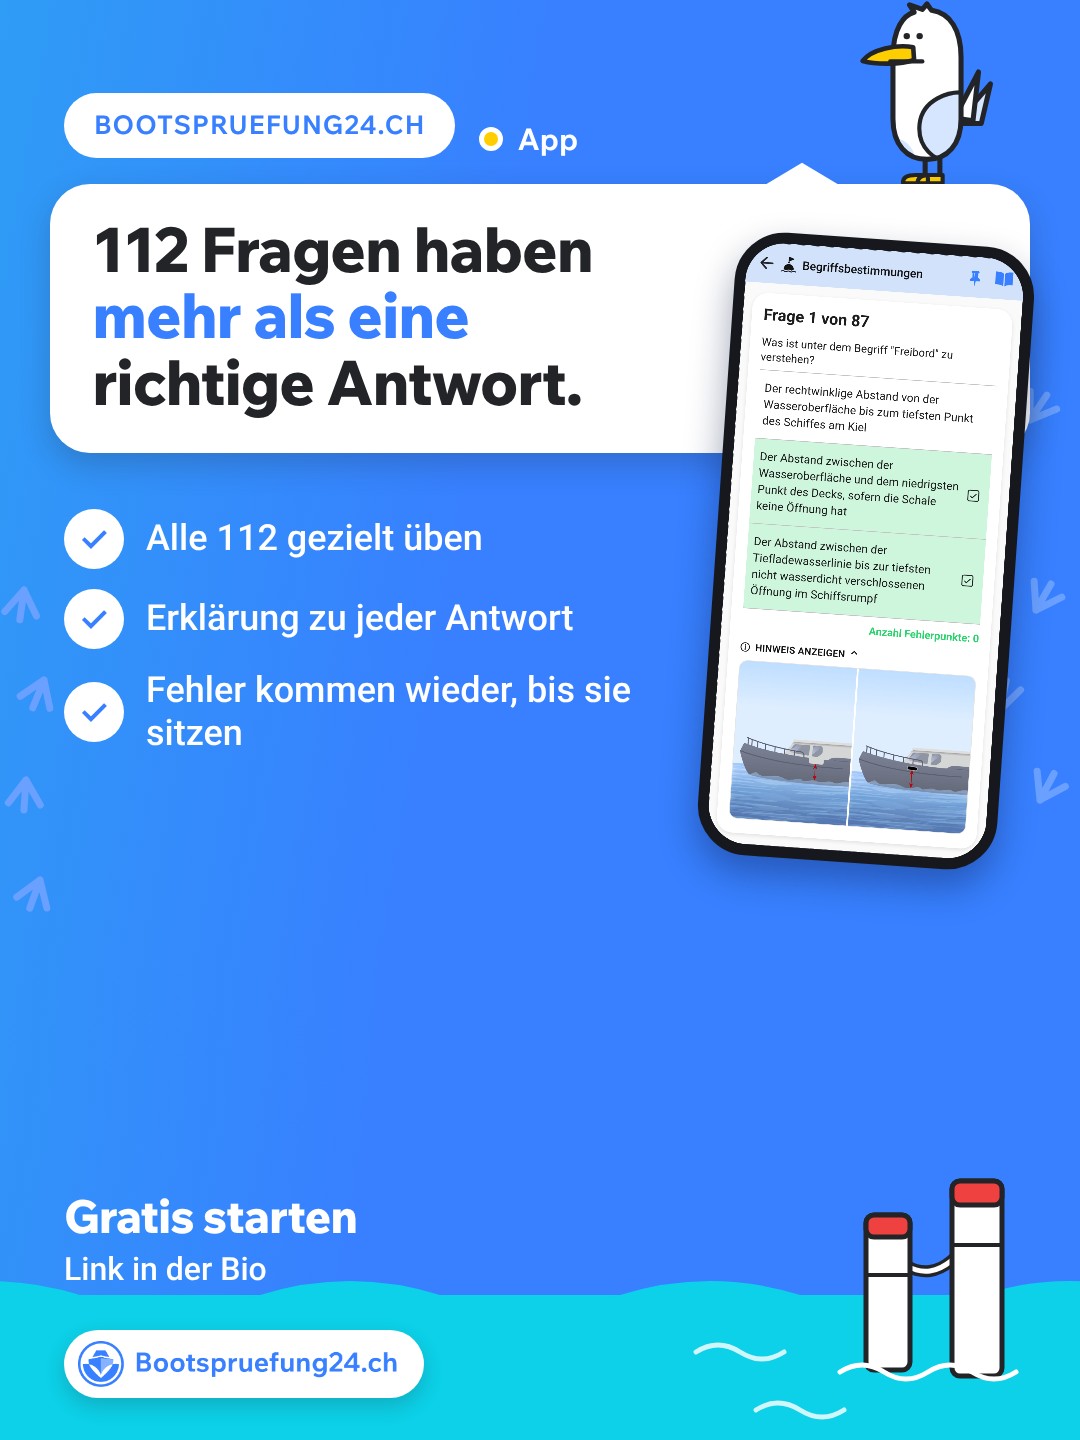 BOOTSPRUEFUNG24.CH
App
112 Fragen haben
mehr als eine
richtige Antwort.
Alle 112 gezielt üben
Erklärung zu jeder Antwort
Fehler kommen wieder, bis sie
sitzen
Begriffsbestimmungen
Frage 1 von 87
Was ist unter dem Begriff "Freibord" zu
verstehen?
Der rechtwinklige Abstand von der
Wasseroberfläche bis zum tiefsten Punkt
des Schiffes am Kiel
Der Abstand zwischen der
Wasseroberfläche und dem niedrigsten
Punkt des Decks, sofern die Schale
keine Öffnung hat
Der Abstand zwischen der
Tiefladewasserlinie bis zur tiefsten
nicht wasserdicht verschlossenen
Öffnung im Schiffsrumpf
Anzahl Fehlerpunkte: 0
HINWEIS ANZEIGEN
Gratis starten
Link in der Bio
Bootspruefung24.ch